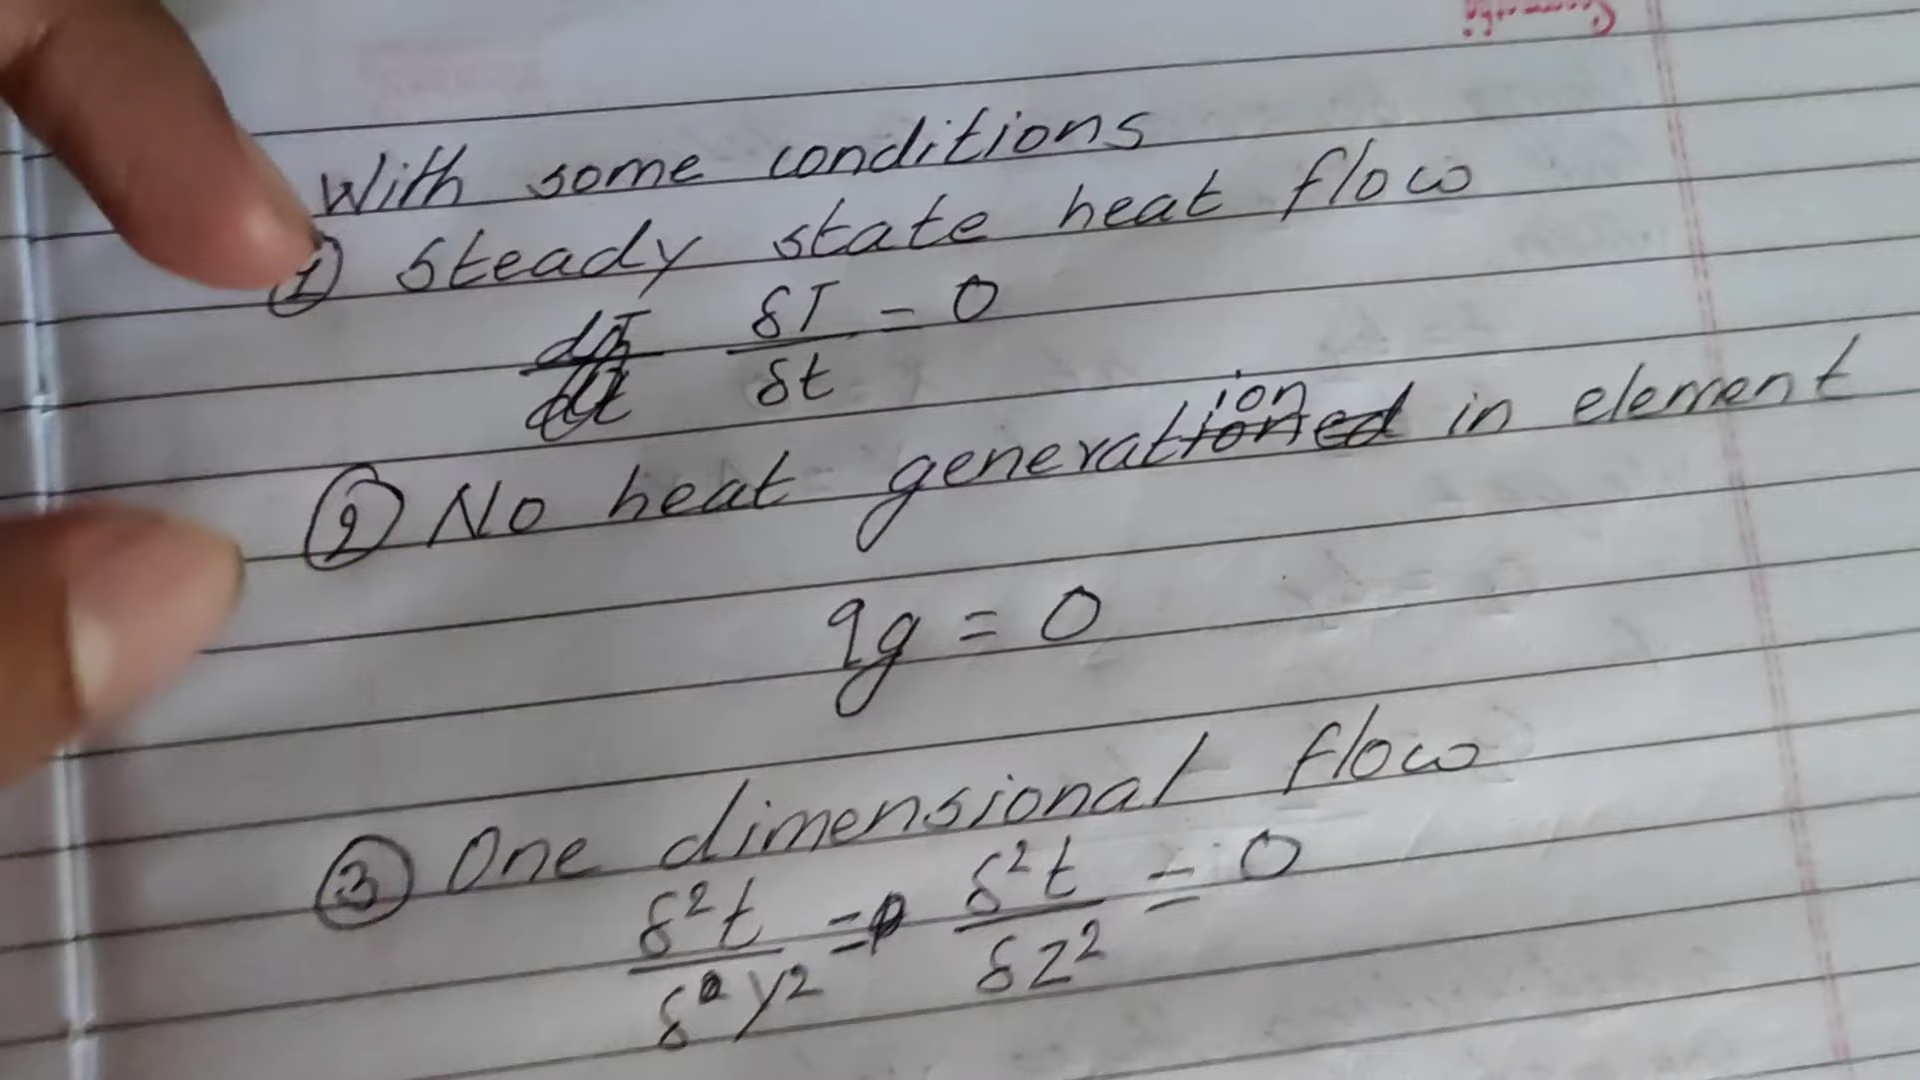 With some conditions
① Steady state heat flow
δT/δt = 0
② No heat generation in element
qg = 0
③ One dimensional flow
δ²t/δy² = δ²t/δz² = 0